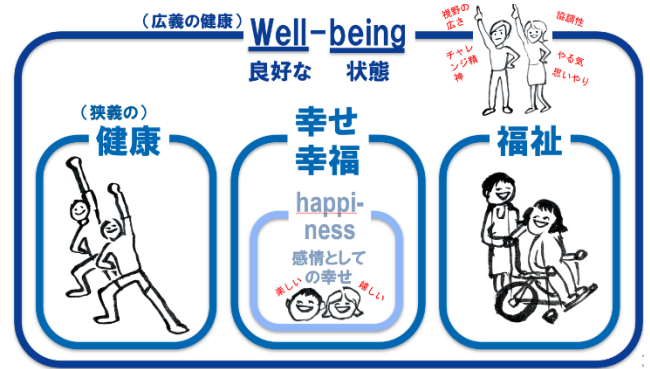 （広義の健康）
Well-being
良好な 状態
視野の
広さ
協調性
チャレ
ンジ精
神
やる気
思いやり
（狭義の）
健康
幸せ
幸福
happi-
ness
感情として
の幸せ
楽しい
嬉しい
福祉